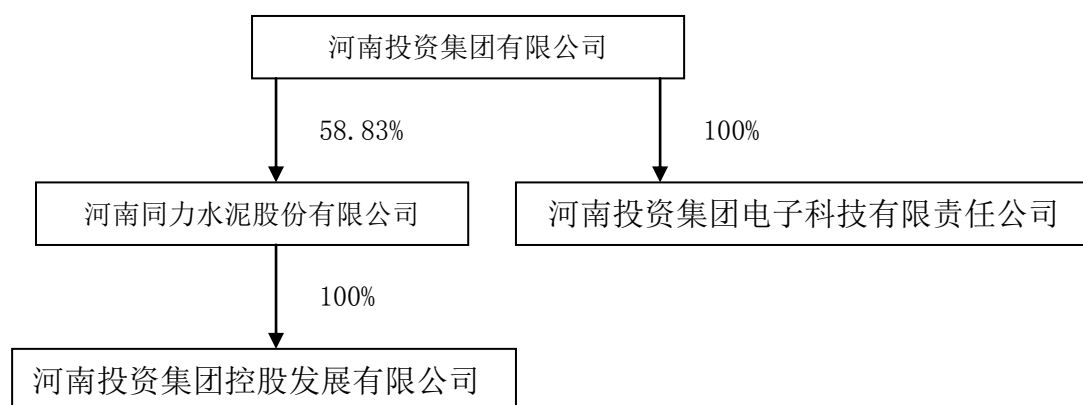 河南投资集团有限公司
58.83%
100%
河南同力水泥股份有限公司
河南投资集团电子科技有限责任公司
100%
河南投资集团控股发展有限公司